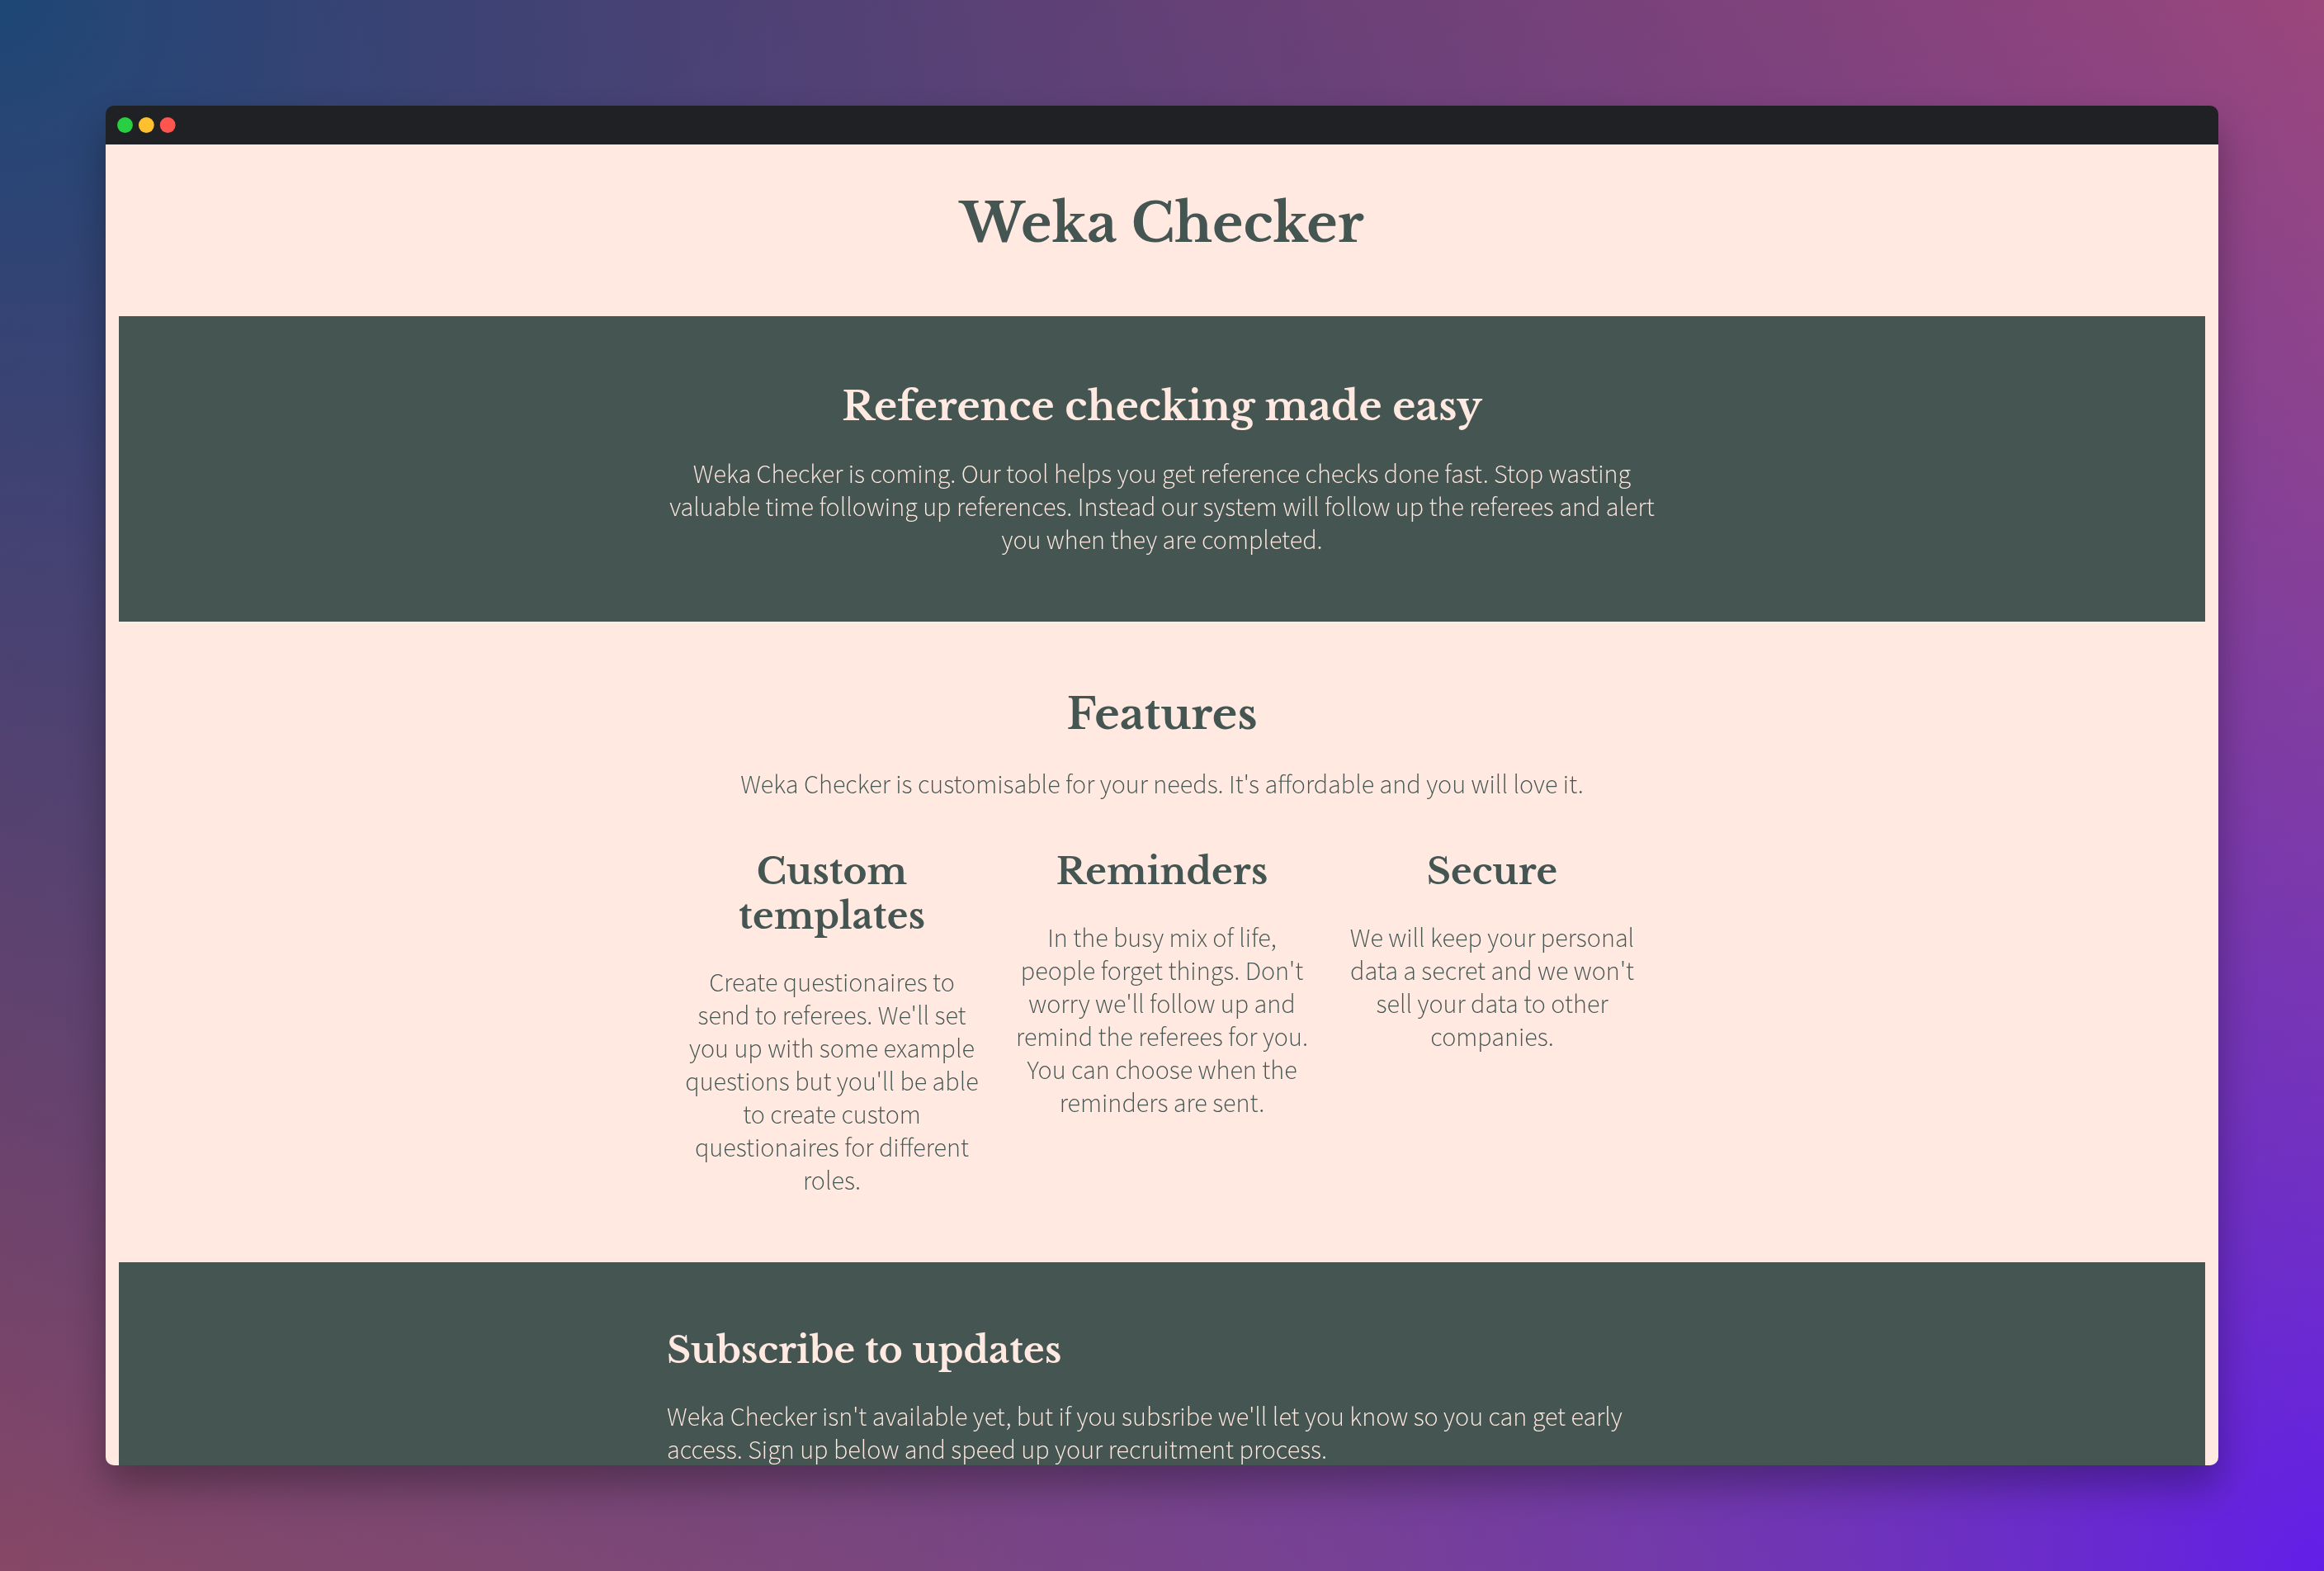 Weka Checker
Reference checking made easy
Weka Checker is coming. Our tool helps you get reference checks done fast. Stop wasting
valuable time following up references. Instead our system will follow up the referees and alert
you when they are completed.
Features
Weka Checker is customisable for your needs. It's affordable and you will love it.
Custom
templates
Create questionaires to
send to referees. We'll set
you up with some example
questions but you'll be able
to create custom
questionaires for different
roles.
Reminders
In the busy mix of life,
people forget things. Don't
worry we'll follow up and
remind the referees for you.
You can choose when the
reminders are sent.
Secure
We will keep your personal
data a secret and we won't
sell your data to other
companies.
Subscribe to updates
Weka Checker isn't available yet, but if you subsribe we'll let you know so you can get early
access. Sign up below and speed up your recruitment process.